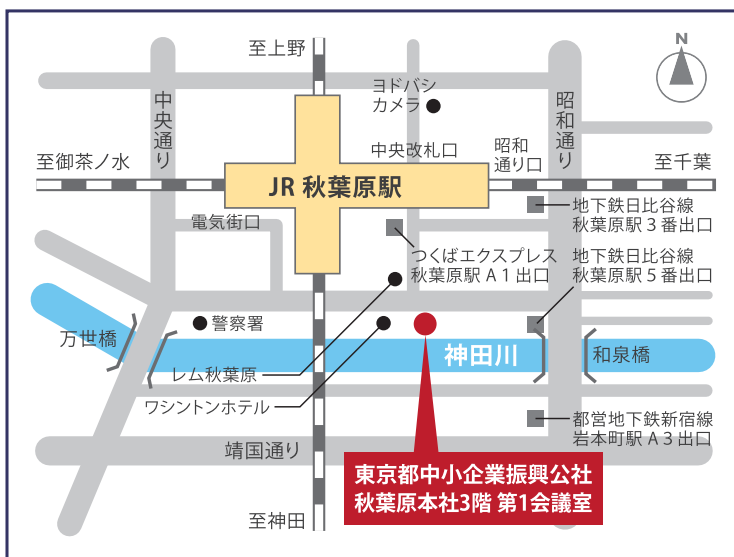 至上野
N
ヨドバシ
カメラ
中央通り
昭和通り
中央改札口
昭和
通り口
至御茶ノ水
至千葉
JR 秋葉原駅
電気街口
地下鉄日比谷線
秋葉原駅3番出口
つくばエクスプレス
秋葉原駅A1出口
地下鉄日比谷線
秋葉原駅5番出口
警察署
万世橋
神田川
和泉橋
レム秋葉原
ワシントンホテル
都営地下鉄新宿線
岩本町駅A3出口
靖国通り
東京都中小企業振興公社
秋葉原本社3階 第1会議室
至神田